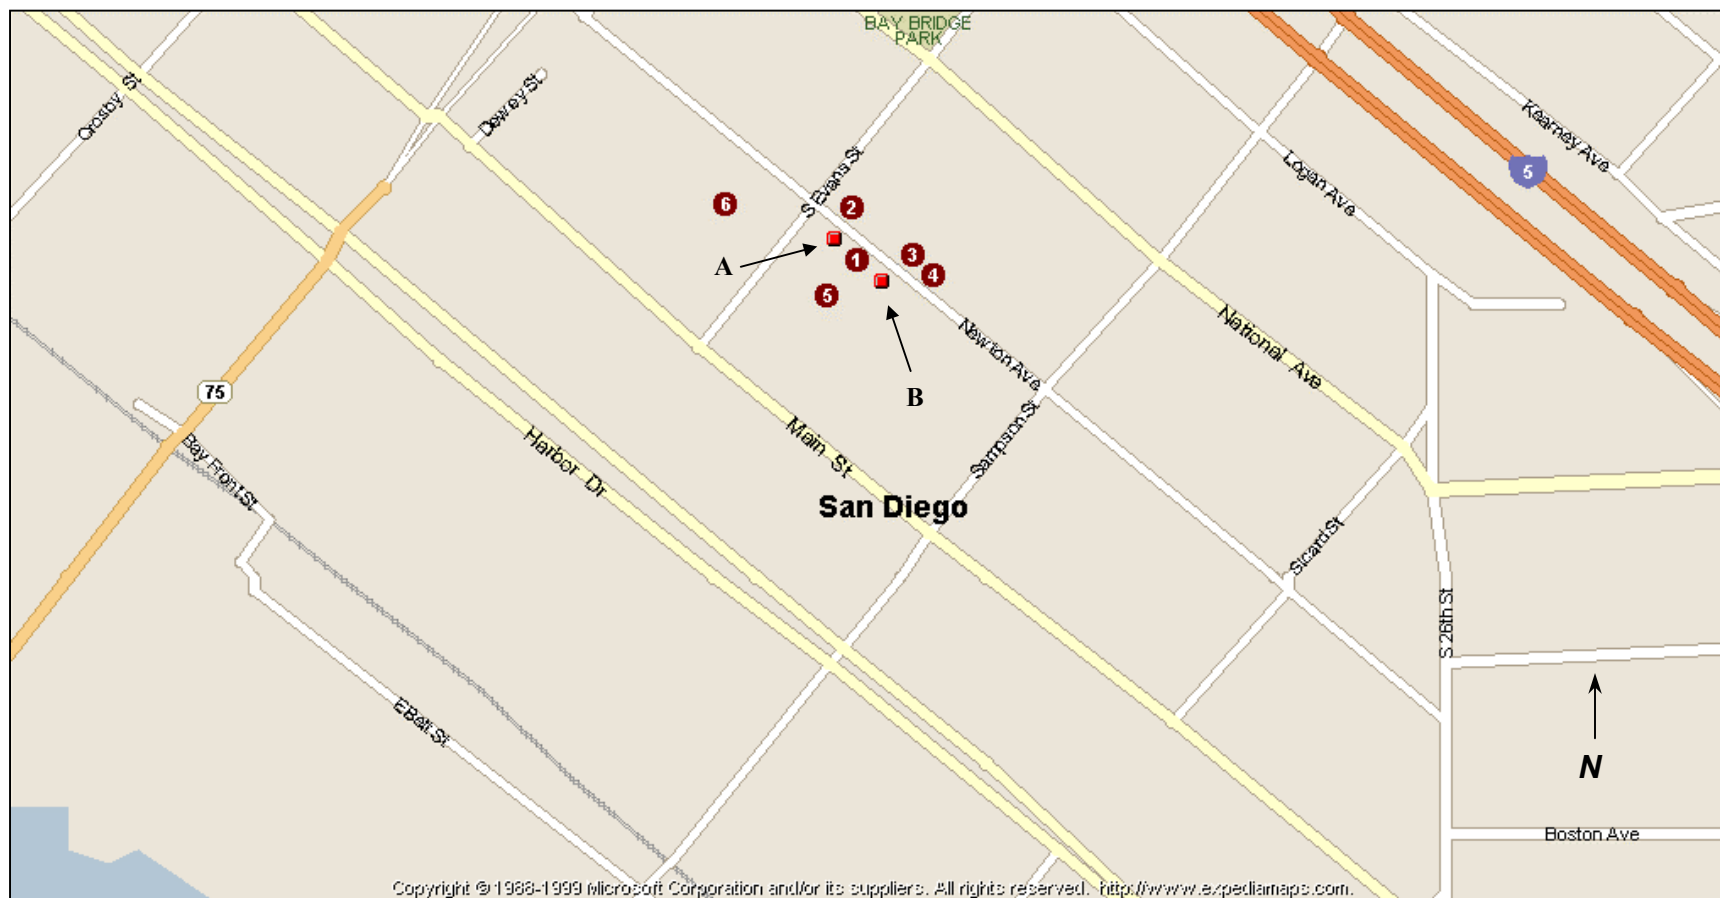 BAY BRIDGE
PARK
Crosby St
Dewey St
S Evans St
Kearney Ave
5
Logan Ave
6
2
A
1
3
4
5
B
Newton Ave
National Ave
75
Bay Front St
Harbor Dr
Main St
Sampson St
San Diego
Sicard St
S 26th St
E Belt St
N
Boston Ave
Copyright © 1988-1999 Microsoft Corporation and/or its suppliers. All rights reserved. http://www.expediamaps.com.